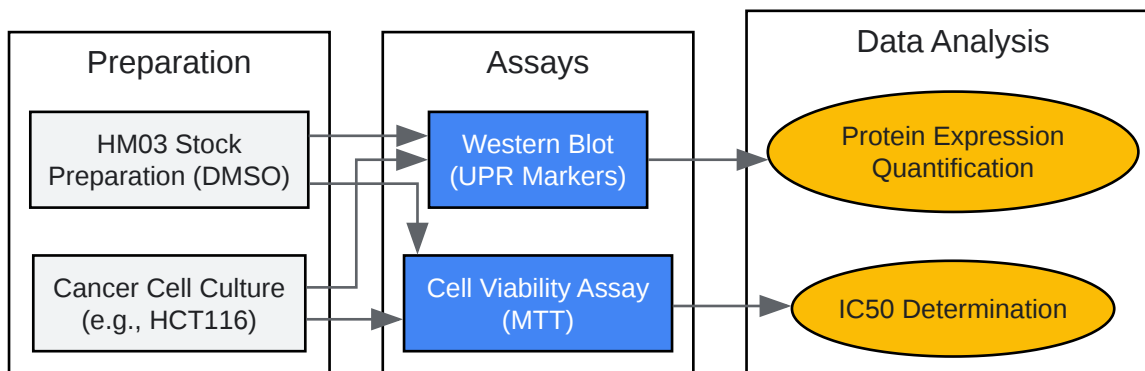 Preparation
HM03 Stock
Preparation (DMSO)
Cancer Cell Culture
(e.g., HCT116)
Assays
Western Blot
(UPR Markers)
Cell Viability Assay
(MTT)
Data Analysis
Protein Expression
Quantification
IC50 Determination